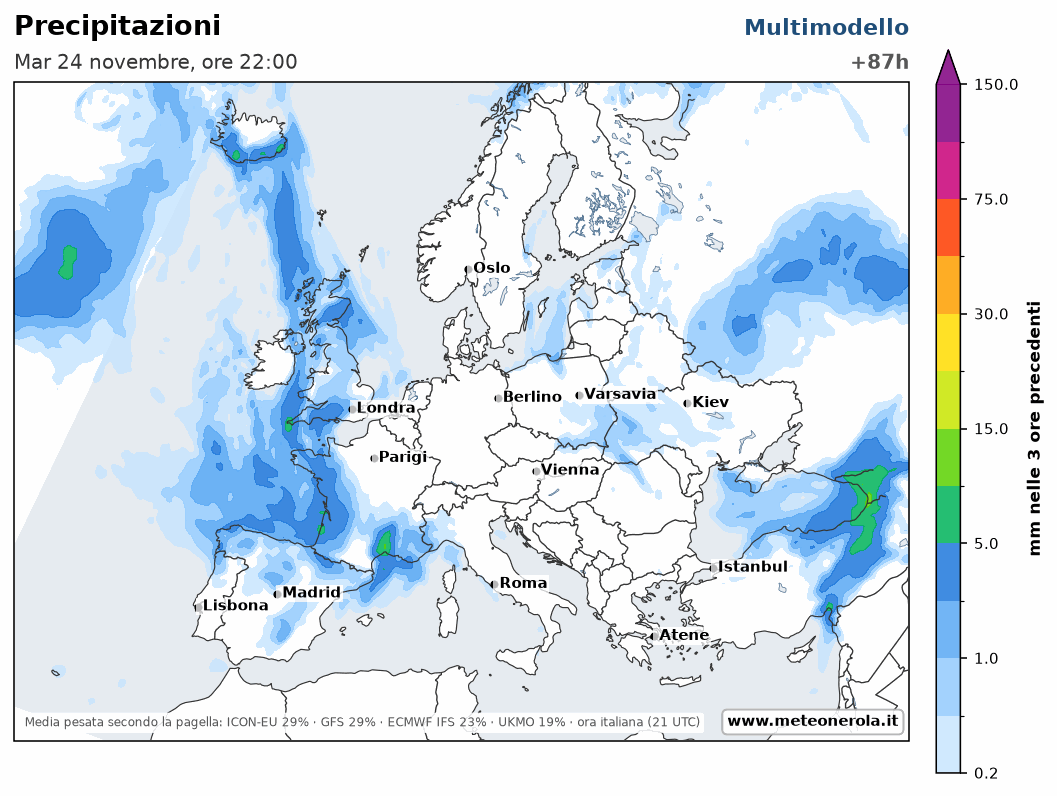 Precipitazioni
Multimodello
Mar 24 novembre, ore 22:00
+87h
150.0
75.0
30.0
15.0
5.0
1.0
0.2
mm nelle 3 ore precedenti
Oslo
Berlino
Varsavia
Kiev
Londra
Parigi
Vienna
Istanbul
Roma
Madrid
Lisbona
Atene
Media pesata secondo la pagella: ICON-EU 29% · GFS 29% · ECMWF IFS 23% · UKMO 19% · ora italiana (21 UTC)
www.meteonerola.it